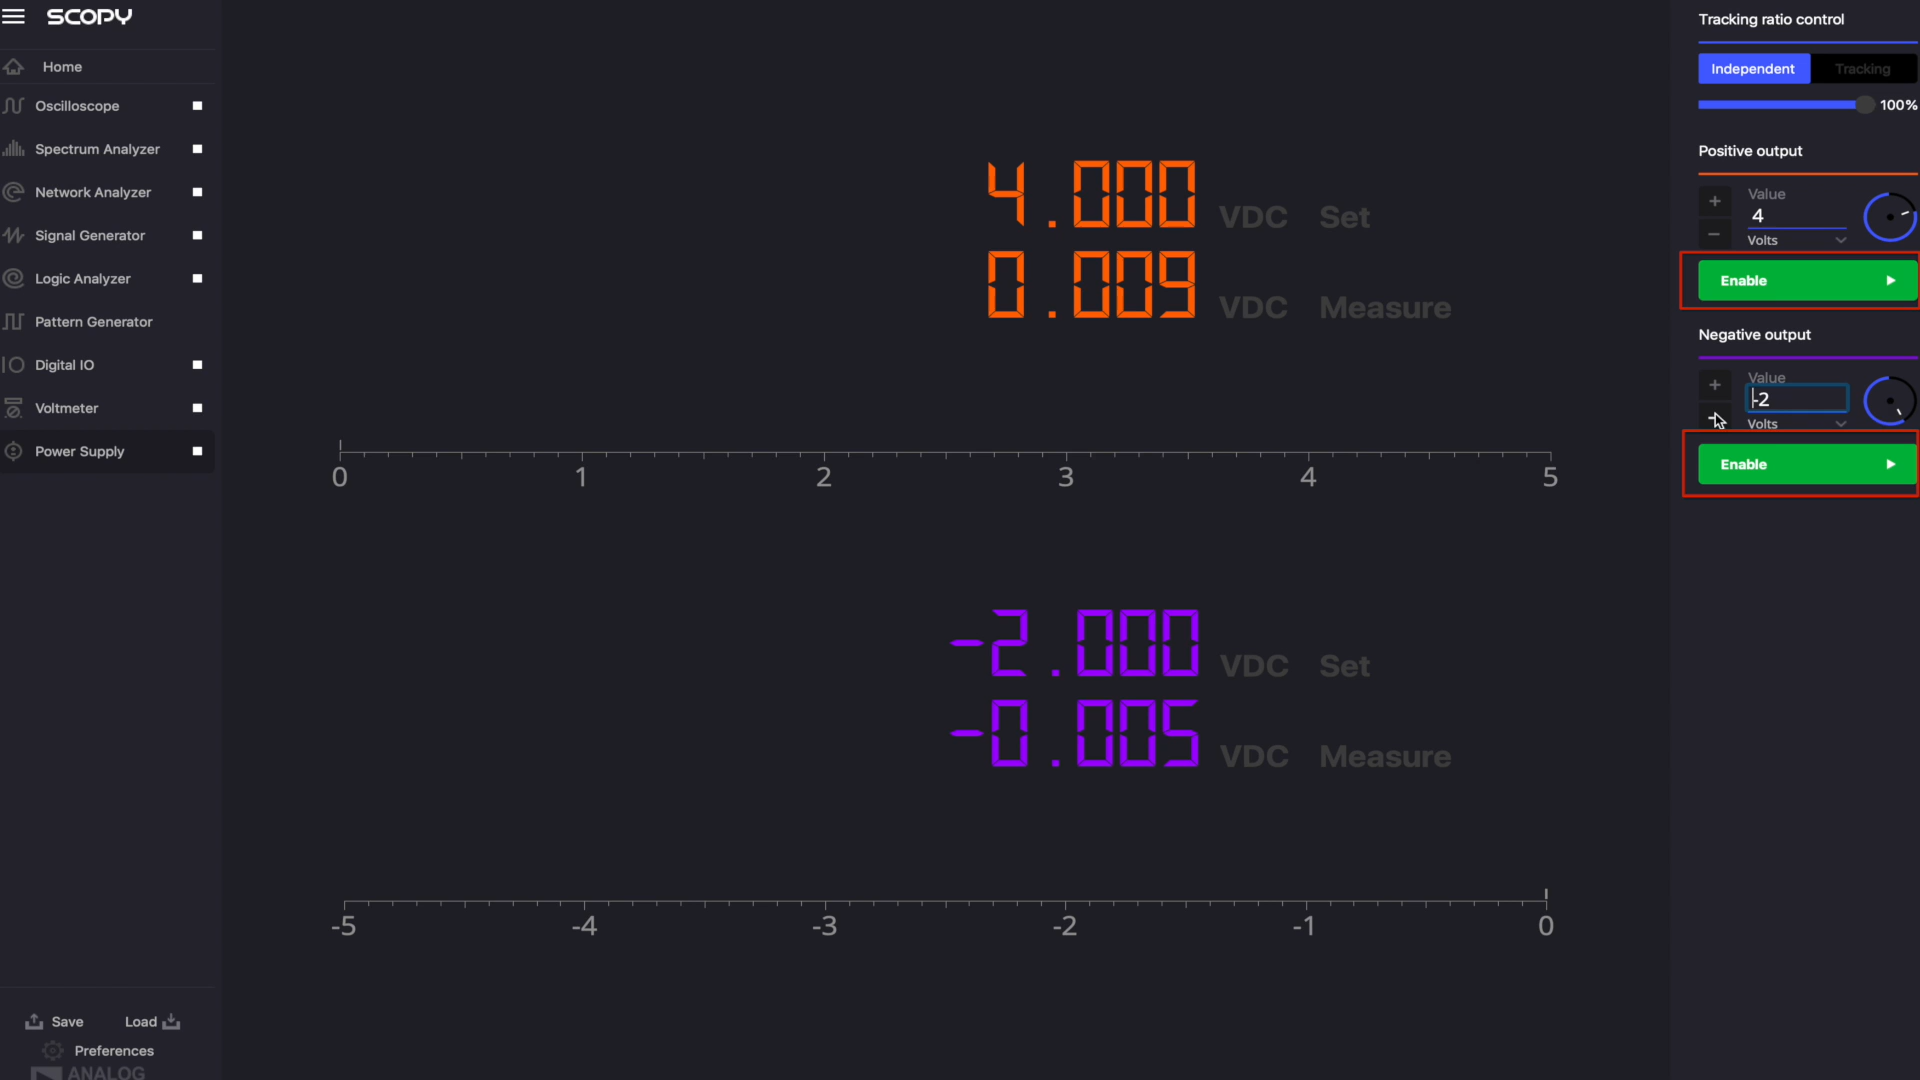 SCOPY
Home
Oscilloscope
Spectrum Analyzer
Network Analyzer
Signal Generator
Logic Analyzer
Pattern Generator
Digital IO
Voltmeter
Power Supply
Save Load
Preferences
ANALOG
4.000 VDC Set
0.009 VDC Measure
0 1 2 3 4 5
-2.000 VDC Set
-0.005 VDC Measure
-5 -4 -3 -2 -1 0
Tracking ratio control
Independent Tracking
100%
Positive output
+ Value
4
- Volts
Enable
Negative output
+ Value
-2
- Volts
Enable